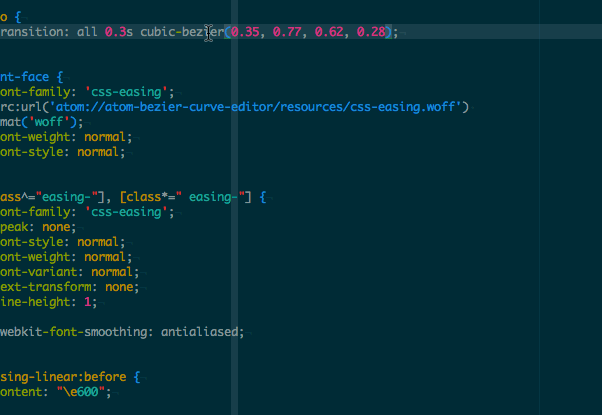 o {
ransition: all 0.3s cubic-bezier(0.35, 0.77, 0.62, 0.28);
nt-face {
ont-family: 'css-easing';
rc:url('atom://atom-bezier-curve-editor/resources/css-easing.woff')
mat('woff');
ont-weight: normal;
ont-style: normal;
ass^="easing-"], [class*=" easing-"] {
ont-family: 'css-easing';
peak: none;
ont-style: normal;
ont-weight: normal;
ont-variant: normal;
ext-transform: none;
ine-height: 1;
webkit-font-smoothing: antialiased;
sing-linear:before {
ontent: "\e600";